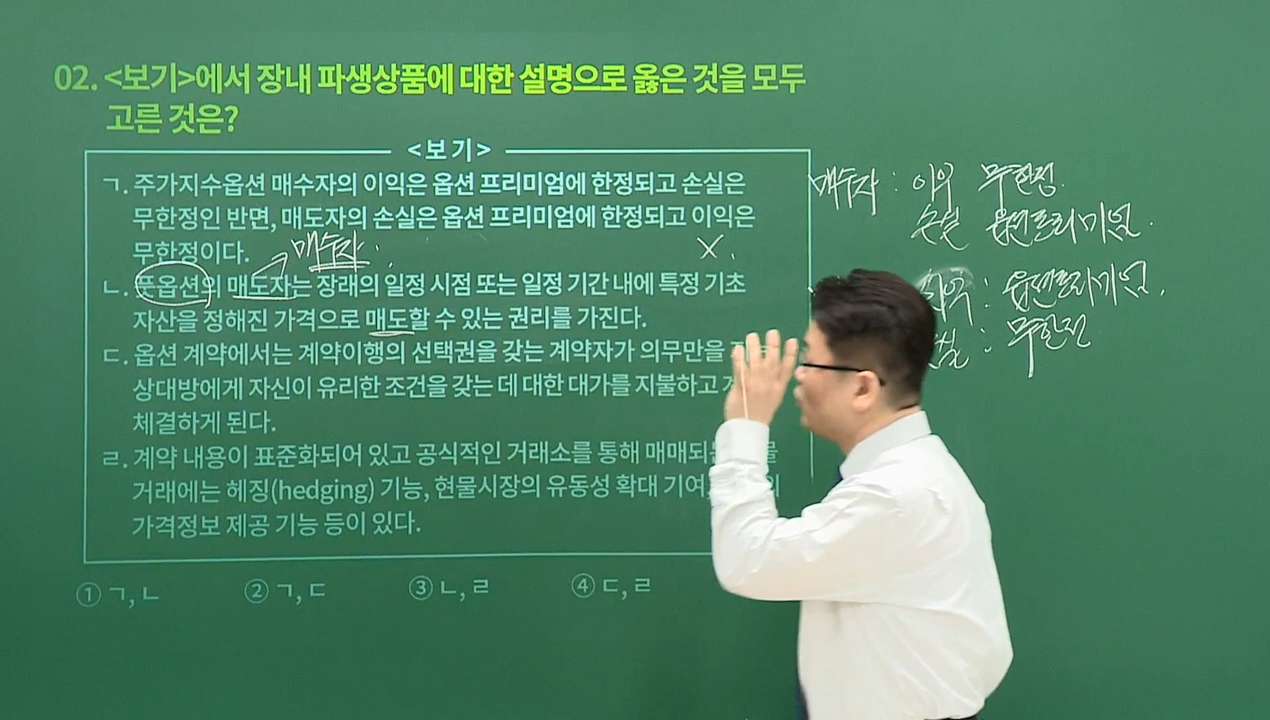 02. <보기>에서 장내 파생상품에 대한 설명으로 옳은 것을 모두
고른 것은?
<보 기>
ㄱ. 주가지수옵션 매수자의 이익은 옵션 프리미엄에 한정되고 손실은
무한정인 반면, 매도자의 손실은 옵션 프리미엄에 한정되고 이익은
무한정이다.
매수자 :
X.
ㄴ. 풋옵션의 매도자는 장래의 일정 시점 또는 일정 기간 내에 특정 기초
자산을 정해진 가격으로 매도할 수 있는 권리를 가진다.
ㄷ. 옵션 계약에서는 계약이행의 선택권을 갖는 계약자가 의무만을
상대방에게 자신이 유리한 조건을 갖는 데 대한 대가를 지불하고
체결하게 된다.
ㄹ. 계약 내용이 표준화되어 있고 공식적인 거래소를 통해 매매되는
거래에는 헤징(hedging) 기능, 현물시장의 유동성 확대 기여,
가격정보 제공 기능 등이 있다.
① ㄱ, ㄴ
② ㄱ, ㄷ
③ ㄴ, ㄹ
④ ㄷ, ㄹ
매수자 : 이익 무한정
손실 옵션프리미엄.
이익 : 옵션프리미엄.
: 무한정